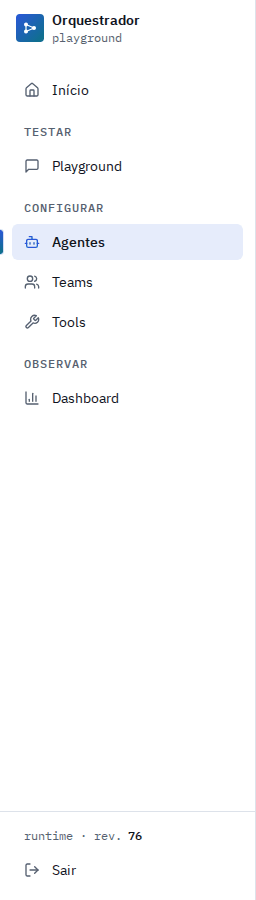 Orquestrador
playground
Início
TESTAR
Playground
CONFIGURAR
Agentes
Teams
Tools
OBSERVAR
Dashboard
runtime · rev. 76
Sair